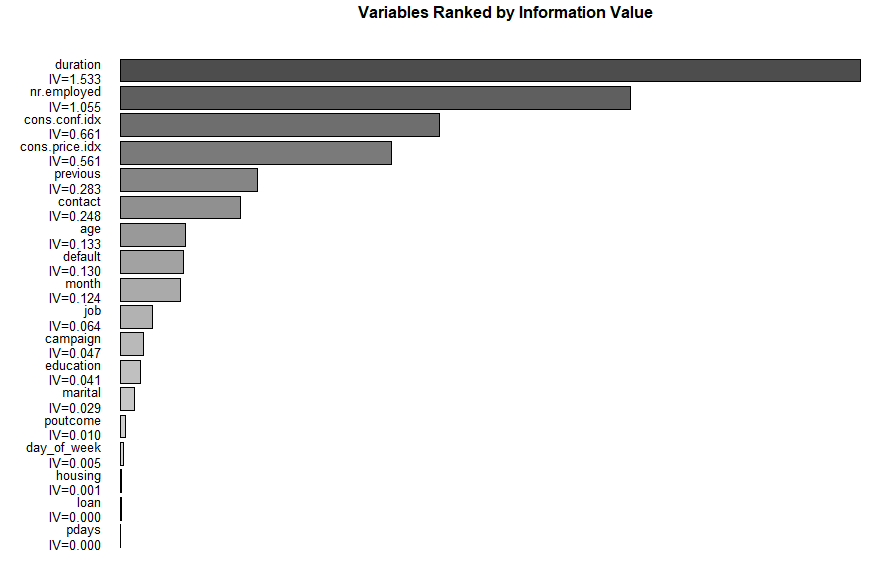 Variables Ranked by Information Value
duration
IV=1.533
nr.employed
IV=1.055
cons.conf.idx
IV=0.661
cons.price.idx
IV=0.561
previous
IV=0.283
contact
IV=0.248
age
IV=0.133
default
IV=0.130
month
IV=0.124
job
IV=0.064
campaign
IV=0.047
education
IV=0.041
marital
IV=0.029
poutcome
IV=0.010
day_of_week
IV=0.005
housing
IV=0.001
loan
IV=0.000
pdays
IV=0.000